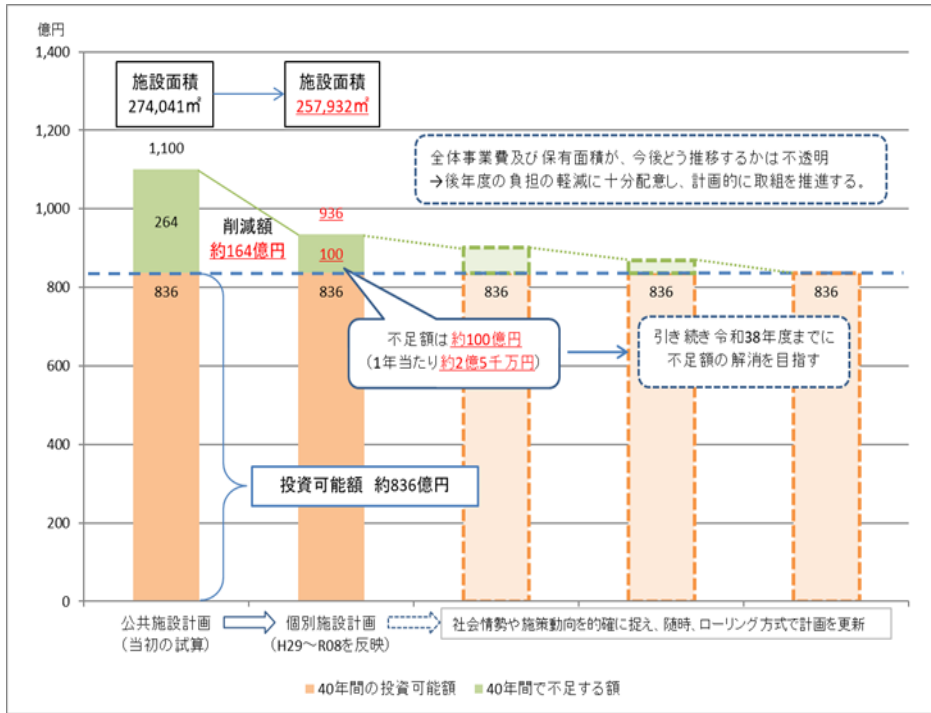 億円
1,400
1,200
1,000
800
600
400
200
0
施設面積
274,041㎡
施設面積
257,932㎡
全体事業費及び保有面積が、今後どう推移するかは不透明
→後年度の負担の軽減に十分配意し、計画的に取組を推進する。
1,100
264
削減額
約164億円
936
100
836
836
836
836
836
不足額は約100億円
（1年当たり約2億5千万円）
引き続き令和38年度までに
不足額の解消を目指す
投資可能額 約836億円
公共施設計画
（当初の試算）
個別施設計画
（H29～R08を反映）
社会情勢や施策動向を的確に捉え、随時、ローリング方式で計画を更新
40年間の投資可能額
40年間で不足する額